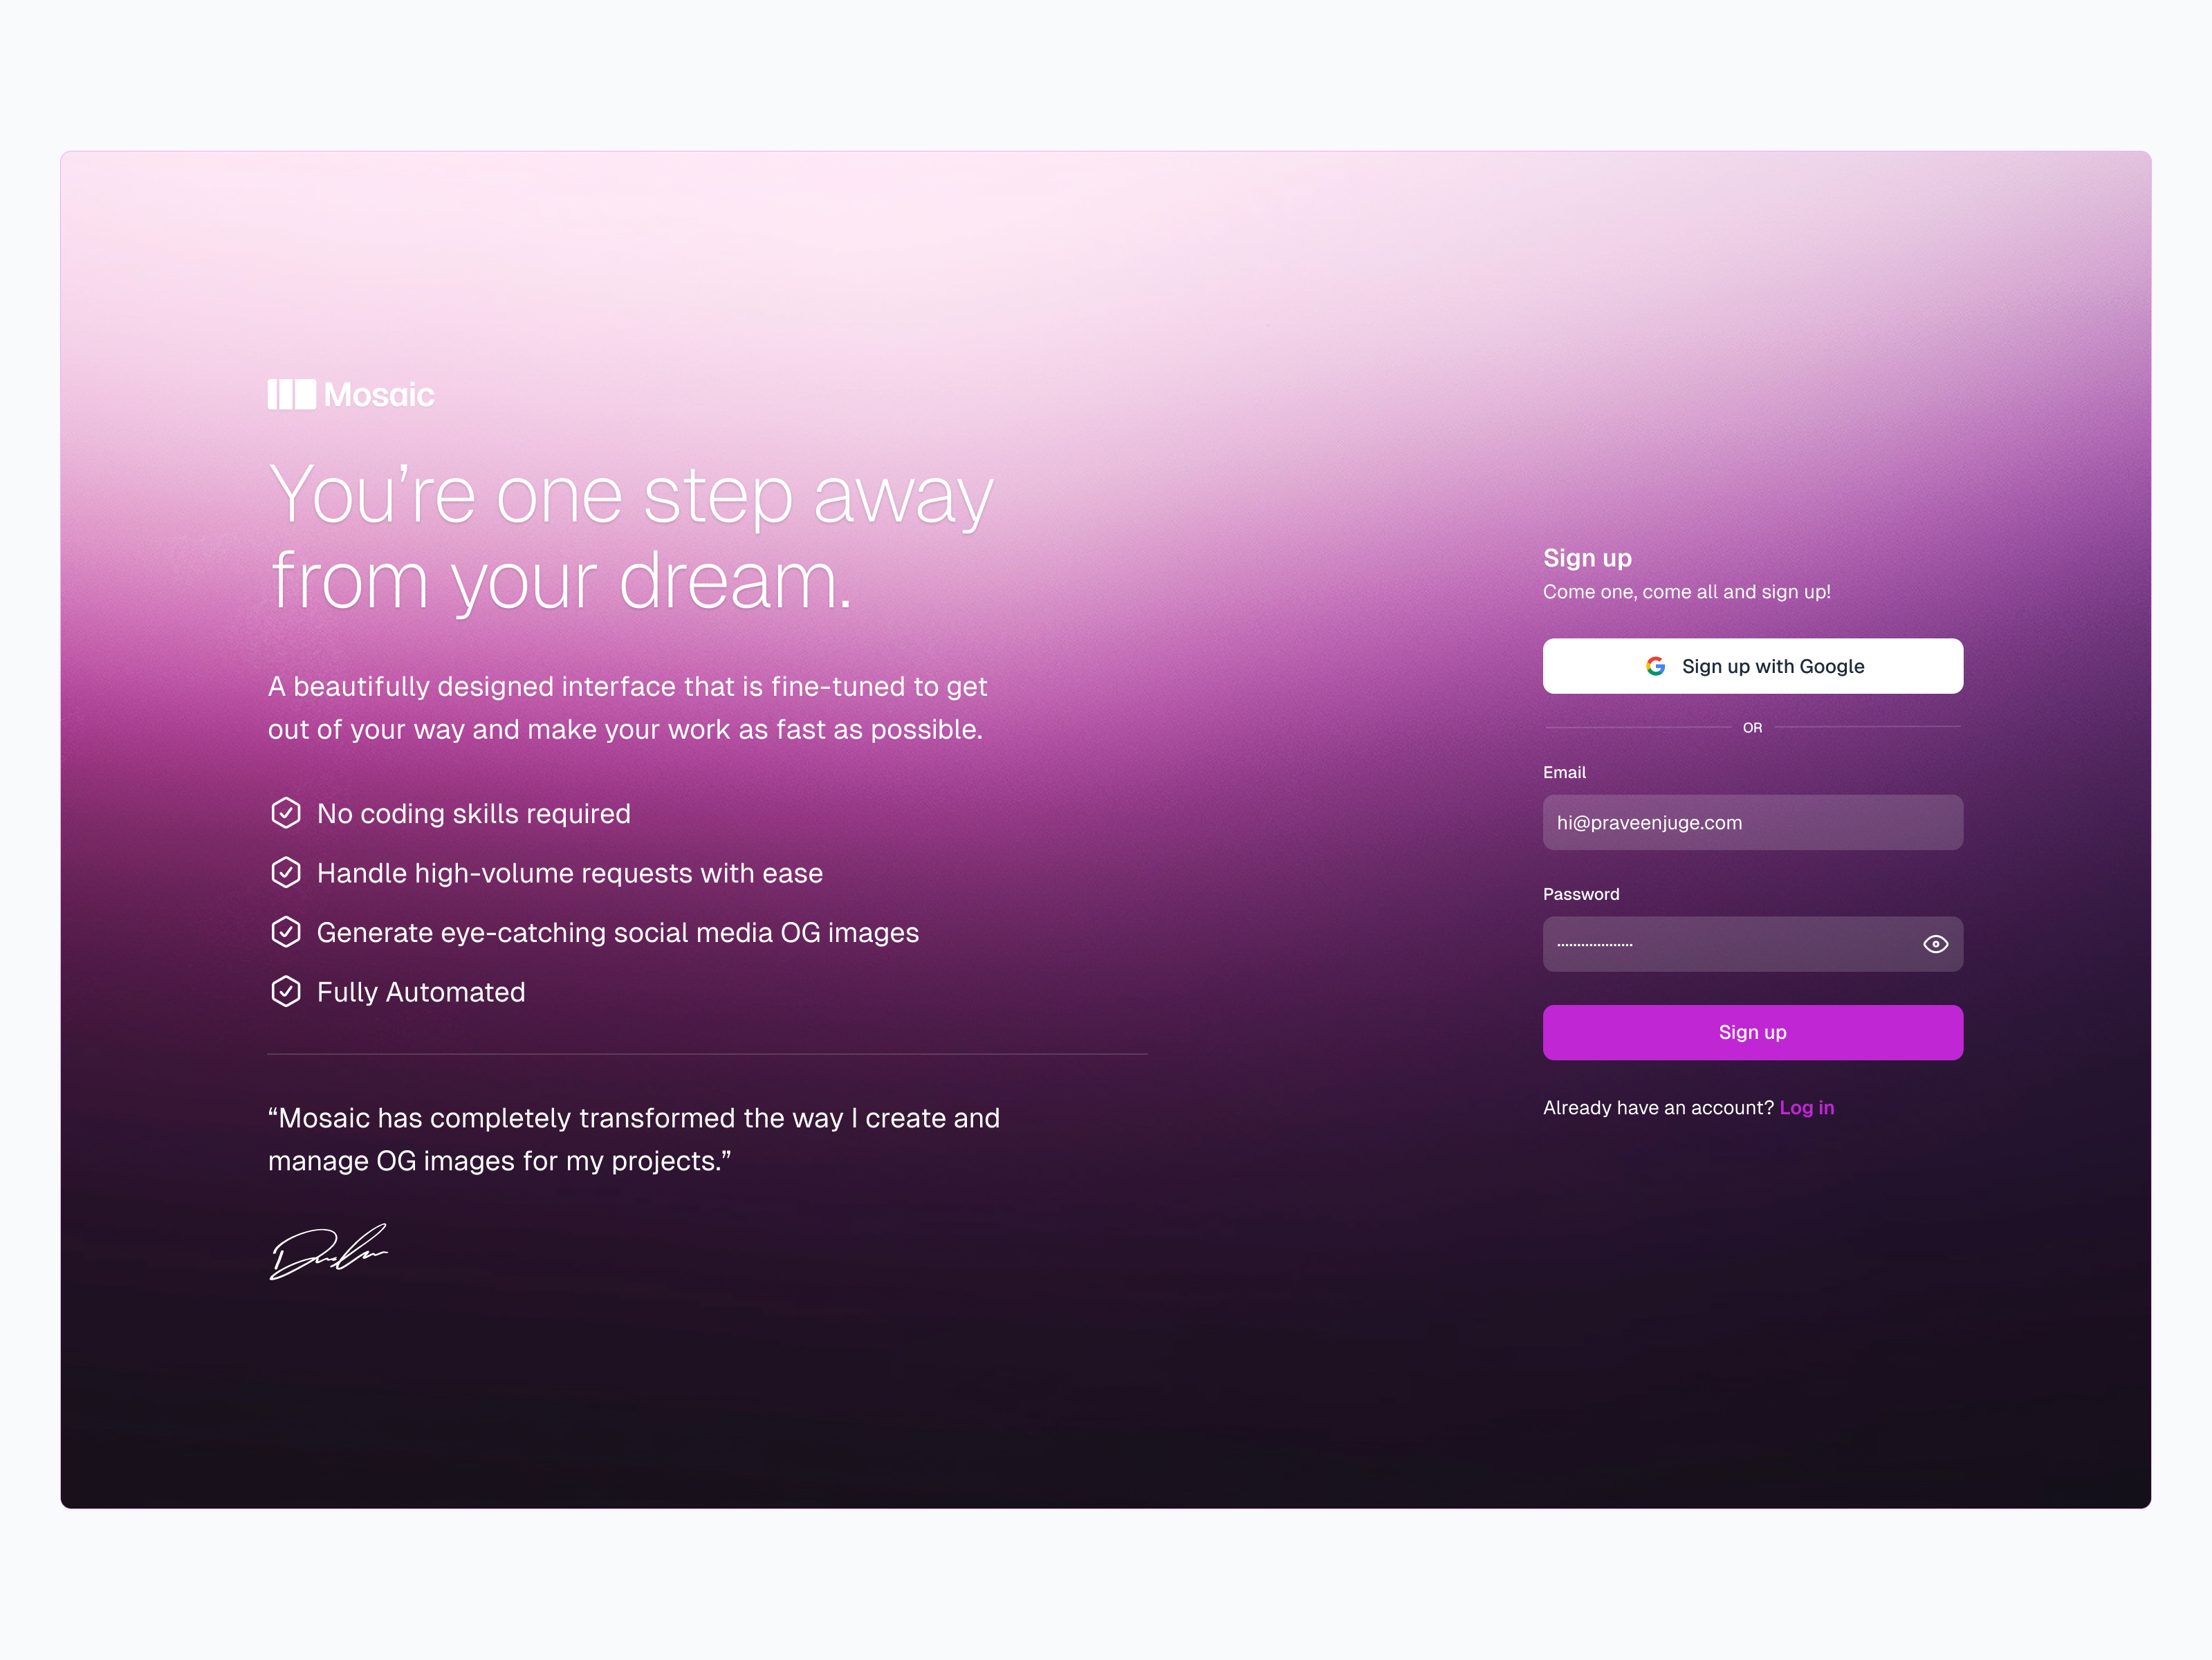 Mosaic
You’re one step away
from your dream.
A beautifully designed interface that is fine-tuned to get
out of your way and make your work as fast as possible.
No coding skills required
Handle high-volume requests with ease
Generate eye-catching social media OG images
Fully Automated
“Mosaic has completely transformed the way I create and
manage OG images for my projects.”
Sign up
Come one, come all and sign up!
Sign up with Google
OR
Email
hi@praveenjuge.com
Password
Sign up
Already have an account? Log in